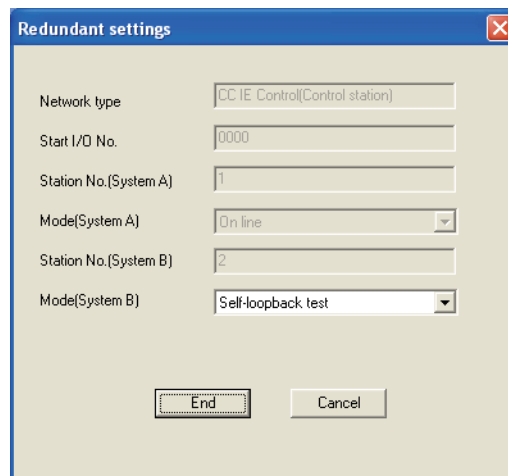 Redundant settings
Network type CC IE Control(Control station)
Start I/O No. 0000
Station No.(System A) 1
Mode(System A) On line
Station No.(System B) 2
Mode(System B) Self-loopback test
End Cancel